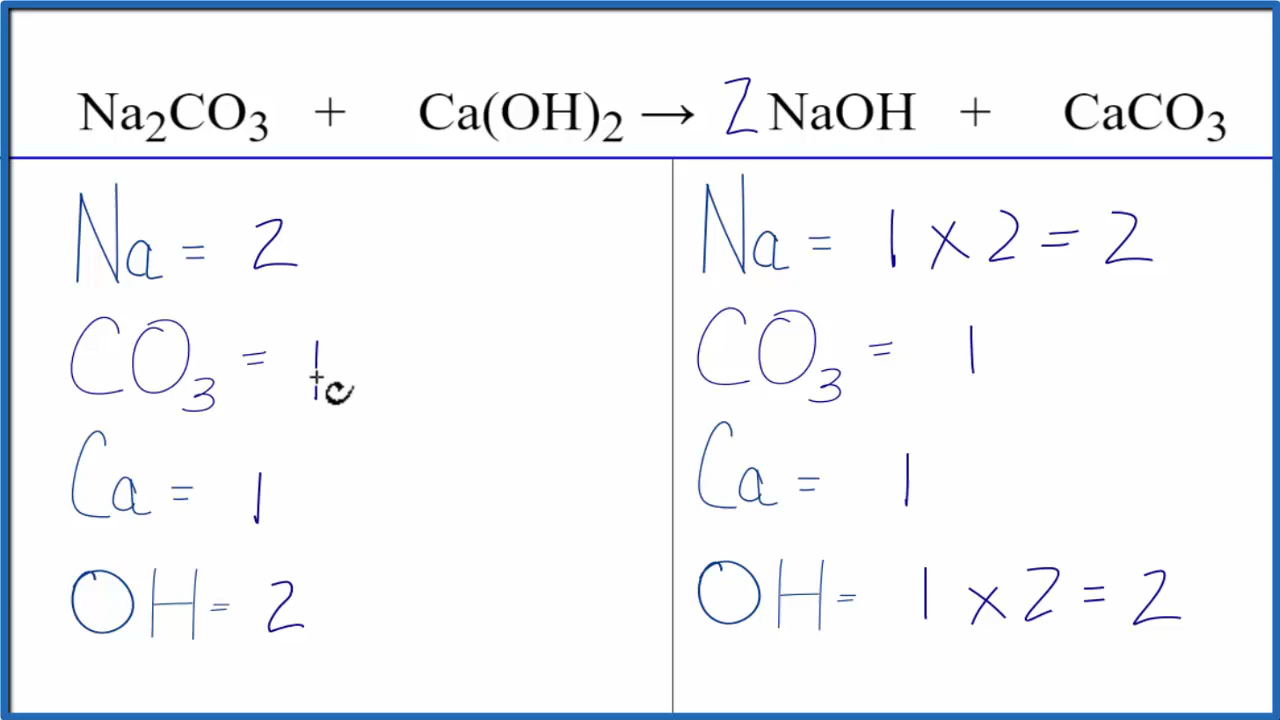 Na₂CO₃ + Ca(OH)₂ → 2 NaOH + CaCO₃
Na = 2
CO₃ = 1
Ca = 1
OH = 2
Na = 1 x 2 = 2
CO₃ = 1
Ca = 1
OH = 1 x 2 = 2